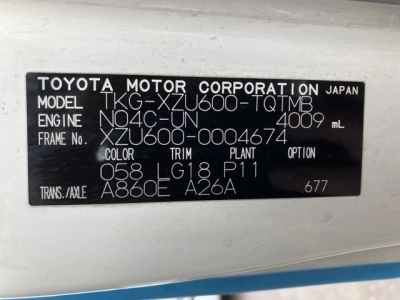 TOYOTA MOTOR CORPORATION JAPAN
MODEL TKG-XZU600-TQTMB
ENGINE N04C-UN 4009 mL
FRAME No. XZU600-0004674
COLOR TRIM PLANT OPTION
058 LG18 P11
TRANS./AXLE A860E A26A 677